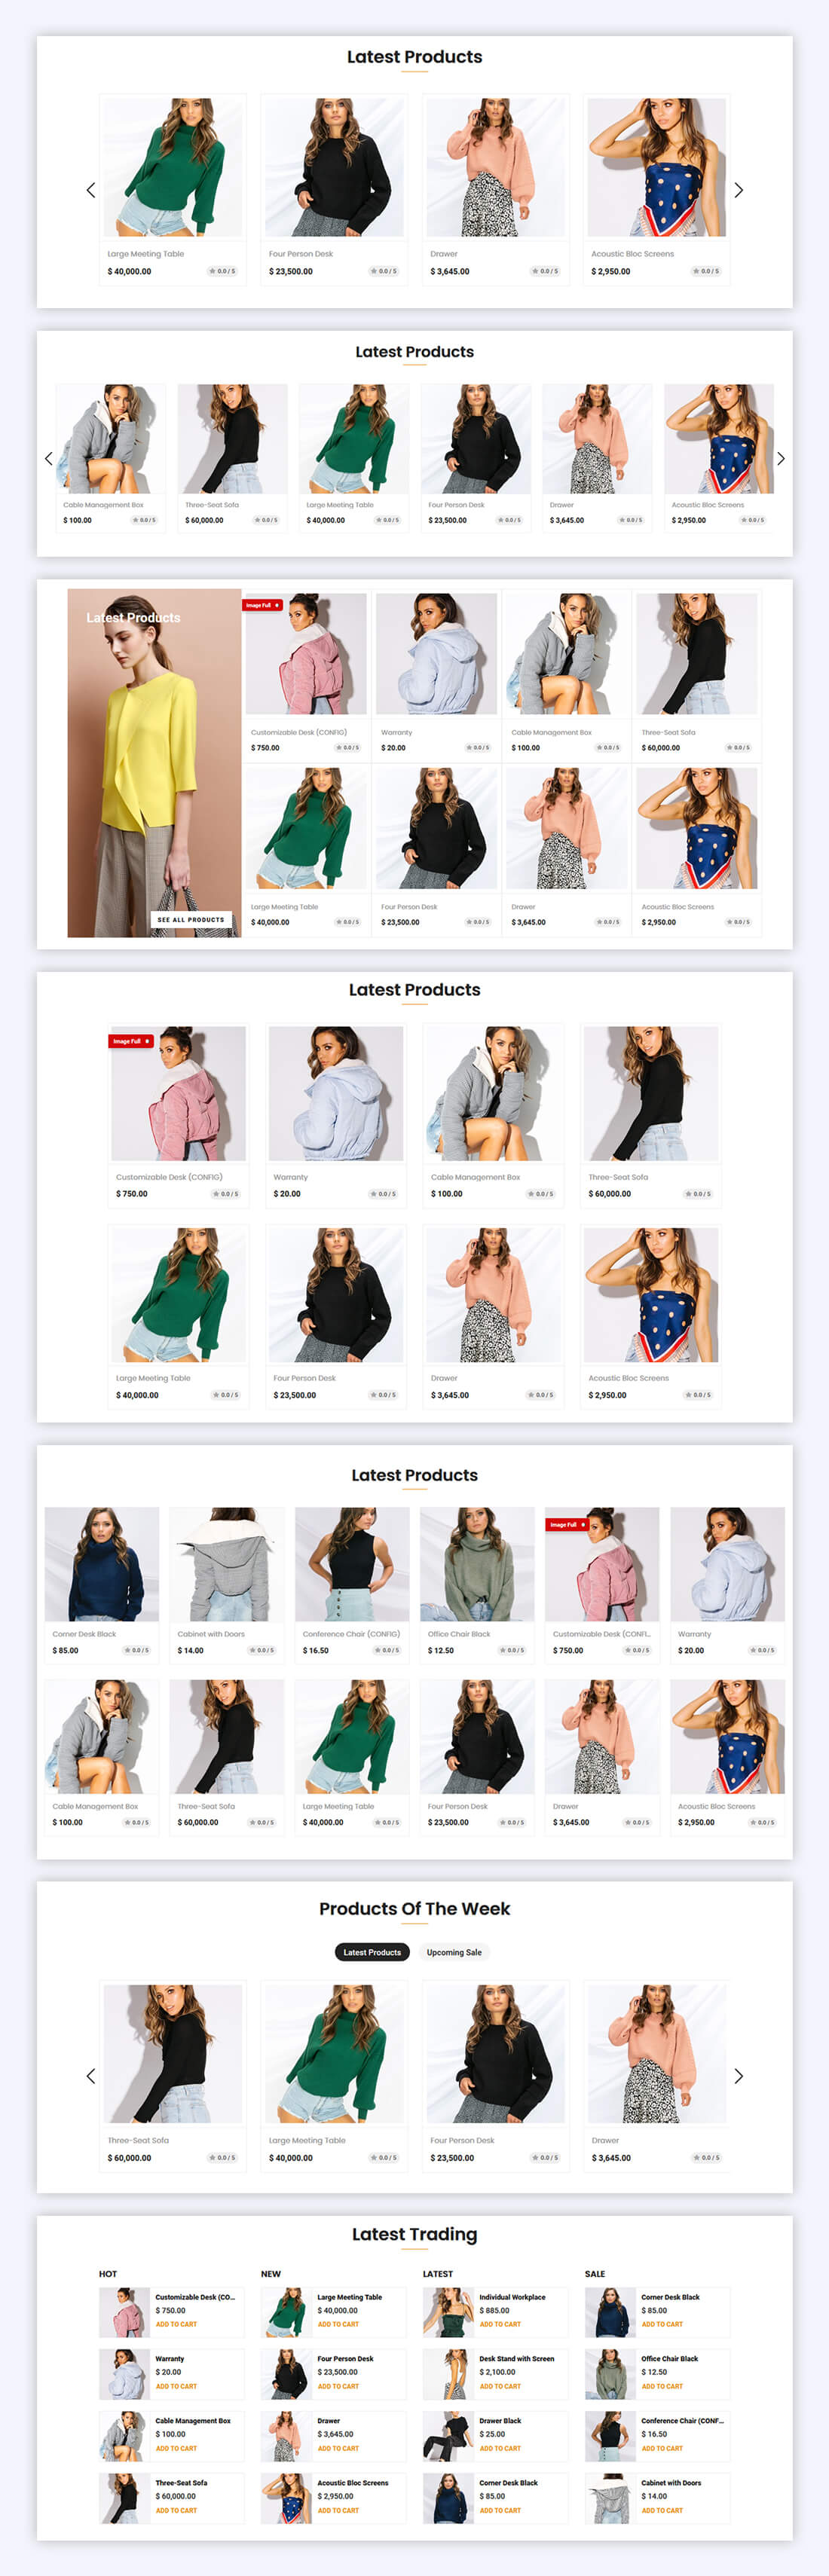 Latest Products
Large Meeting Table
$ 40,000.00 ★ 0.0 / 5
Four Person Desk
$ 23,500.00 ★ 0.0 / 5
Drawer
$ 3,645.00 ★ 0.0 / 5
Acoustic Bloc Screens
$ 2,950.00 ★ 0.0 / 5
Latest Products
Cable Management Box
$ 100.00 ★ 0.0 / 5
Three-Seat Sofa
$ 60,000.00 ★ 0.0 / 5
Large Meeting Table
$ 40,000.00 ★ 0.0 / 5
Four Person Desk
$ 23,500.00 ★ 0.0 / 5
Drawer
$ 3,645.00 ★ 0.0 / 5
Acoustic Bloc Screens
$ 2,950.00 ★ 0.0 / 5
Latest Products
SEE ALL PRODUCTS
Image Full
Customizable Desk (CONFIG)
$ 750.00 ★ 0.0 / 5
Warranty
$ 20.00 ★ 0.0 / 5
Cable Management Box
$ 100.00 ★ 0.0 / 5
Three-Seat Sofa
$ 60,000.00 ★ 0.0 / 5
Large Meeting Table
$ 40,000.00 ★ 0.0 / 5
Four Person Desk
$ 23,500.00 ★ 0.0 / 5
Drawer
$ 3,645.00 ★ 0.0 / 5
Acoustic Bloc Screens
$ 2,950.00 ★ 0.0 / 5
Latest Products
Image Full
Customizable Desk (CONFIG)
$ 750.00 ★ 0.0 / 5
Warranty
$ 20.00 ★ 0.0 / 5
Cable Management Box
$ 100.00 ★ 0.0 / 5
Three-Seat Sofa
$ 60,000.00 ★ 0.0 / 5
Large Meeting Table
$ 40,000.00 ★ 0.0 / 5
Four Person Desk
$ 23,500.00 ★ 0.0 / 5
Drawer
$ 3,645.00 ★ 0.0 / 5
Acoustic Bloc Screens
$ 2,950.00 ★ 0.0 / 5
Latest Products
Corner Desk Black
$ 85.00 ★ 0.0 / 5
Cabinet with Doors
$ 14.00 ★ 0.0 / 5
Conference Chair (CONFIG)
$ 16.50 ★ 0.0 / 5
Office Chair Black
$ 12.50 ★ 0.0 / 5
Image Full
Customizable Desk (CONFI...
$ 750.00 ★ 0.0 / 5
Warranty
$ 20.00 ★ 0.0 / 5
Cable Management Box
$ 100.00 ★ 0.0 / 5
Three-Seat Sofa
$ 60,000.00 ★ 0.0 / 5
Large Meeting Table
$ 40,000.00 ★ 0.0 / 5
Four Person Desk
$ 23,500.00 ★ 0.0 / 5
Drawer
$ 3,645.00 ★ 0.0 / 5
Acoustic Bloc Screens
$ 2,950.00 ★ 0.0 / 5
Products Of The Week
Latest Products
Upcoming Sale
Three-Seat Sofa
$ 60,000.00 ★ 0.0 / 5
Large Meeting Table
$ 40,000.00 ★ 0.0 / 5
Four Person Desk
$ 23,500.00 ★ 0.0 / 5
Drawer
$ 3,645.00 ★ 0.0 / 5
Latest Trading
HOT
Customizable Desk (CO...
$ 750.00
ADD TO CART
Warranty
$ 20.00
ADD TO CART
Cable Management Box
$ 100.00
ADD TO CART
Three-Seat Sofa
$ 60,000.00
ADD TO CART
NEW
Large Meeting Table
$ 40,000.00
ADD TO CART
Four Person Desk
$ 23,500.00
ADD TO CART
Drawer
$ 3,645.00
ADD TO CART
Acoustic Bloc Screens
$ 2,950.00
ADD TO CART
LATEST
Individual Workplace
$ 885.00
ADD TO CART
Desk Stand with Screen
$ 2,100.00
ADD TO CART
Drawer Black
$ 25.00
ADD TO CART
Corner Desk Black
$ 85.00
ADD TO CART
SALE
Corner Desk Black
$ 85.00
ADD TO CART
Office Chair Black
$ 12.50
ADD TO CART
Conference Chair (CONF...
$ 16.50
ADD TO CART
Cabinet with Doors
$ 14.00
ADD TO CART